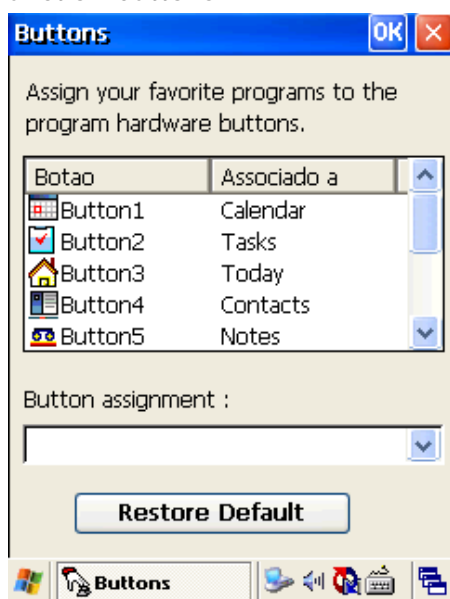 Buttons OK
Assign your favorite programs to the
program hardware buttons.
Botao Associado a
Button1 Calendar
Button2 Tasks
Button3 Today
Button4 Contacts
Button5 Notes
Button assignment :
Restore Default
Buttons